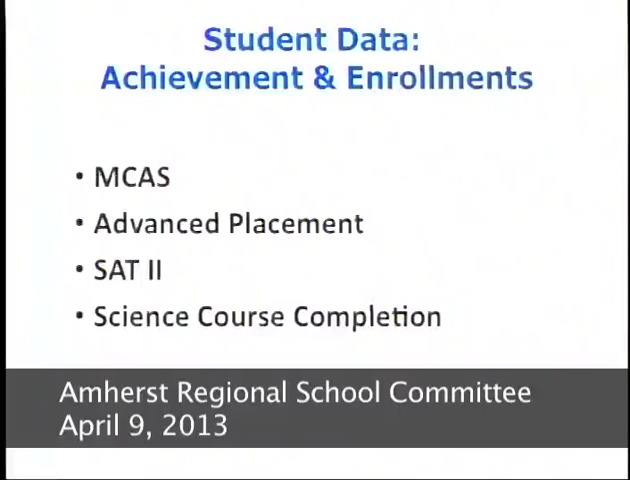 Student Data:
Achievement & Enrollments
• MCAS
• Advanced Placement
• SAT II
• Science Course Completion
Amherst Regional School Committee
April 9, 2013